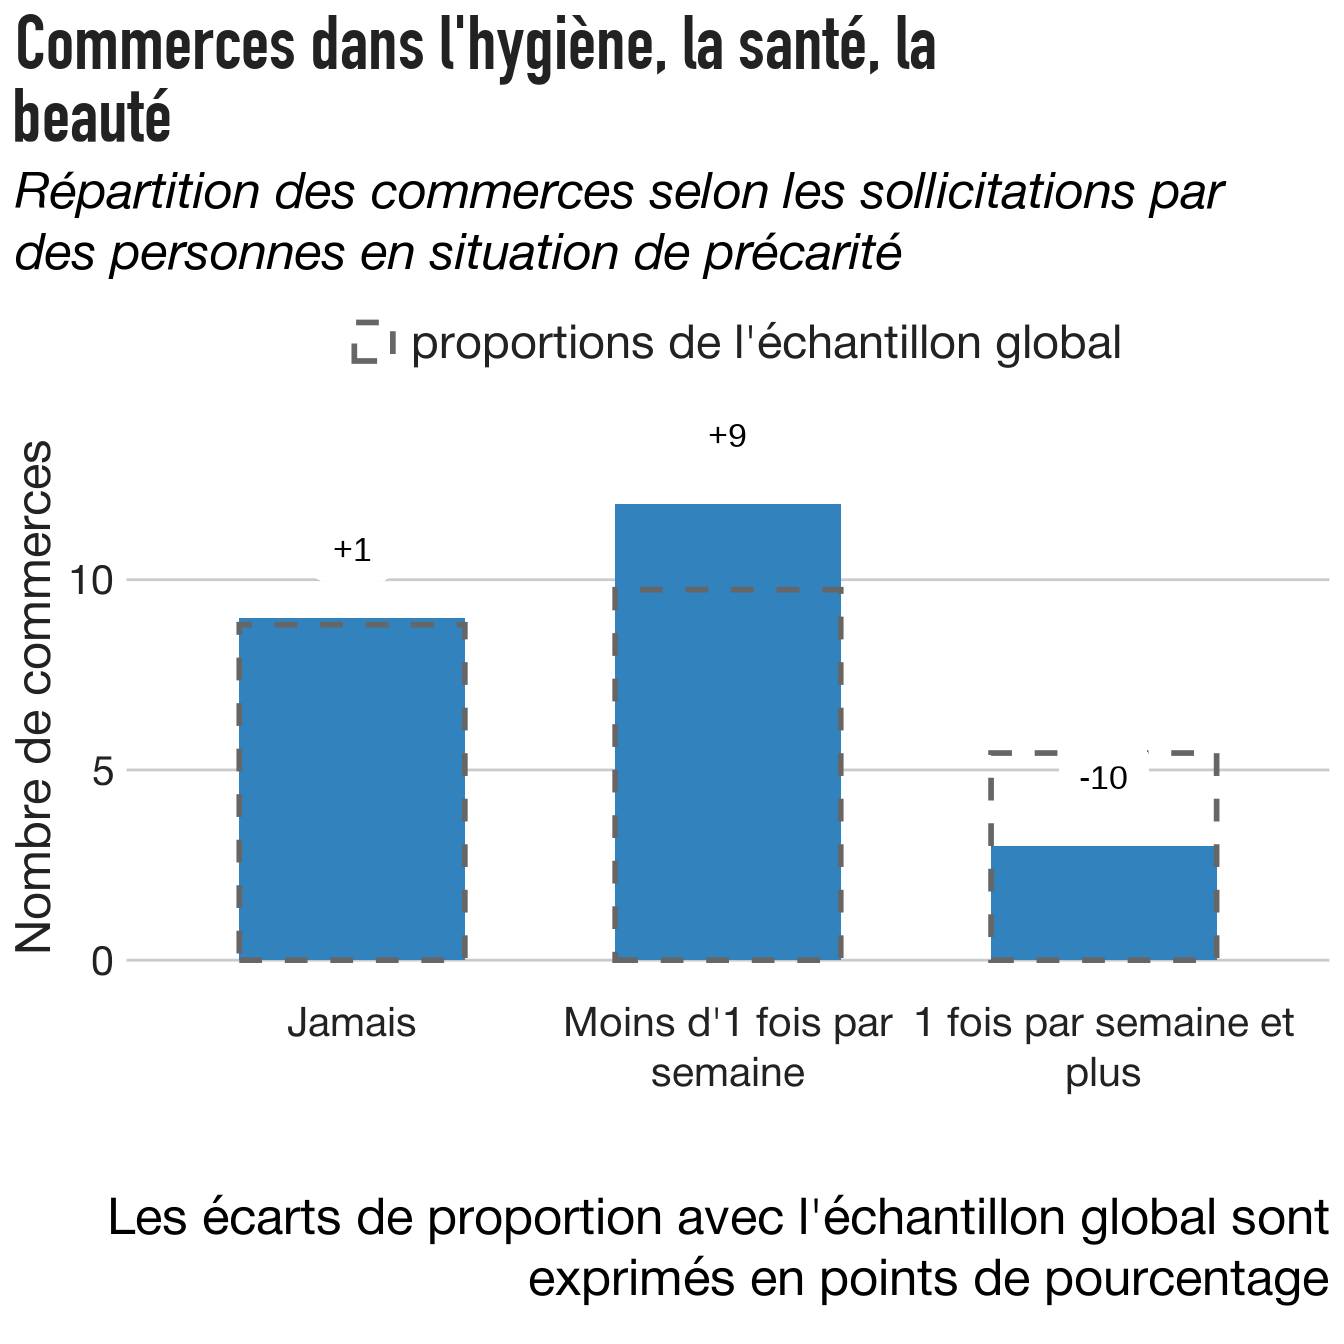 Commerces dans l'hygiène, la santé, la
beauté
Répartition des commerces selon les sollicitations par
des personnes en situation de précarité
proportions de l'échantillon global
Nombre de commerces
+9
+1
10
5
-10
0
Jamais
Moins d'1 fois par
semaine
1 fois par semaine et
plus
Les écarts de proportion avec l'échantillon global sont
exprimés en points de pourcentage